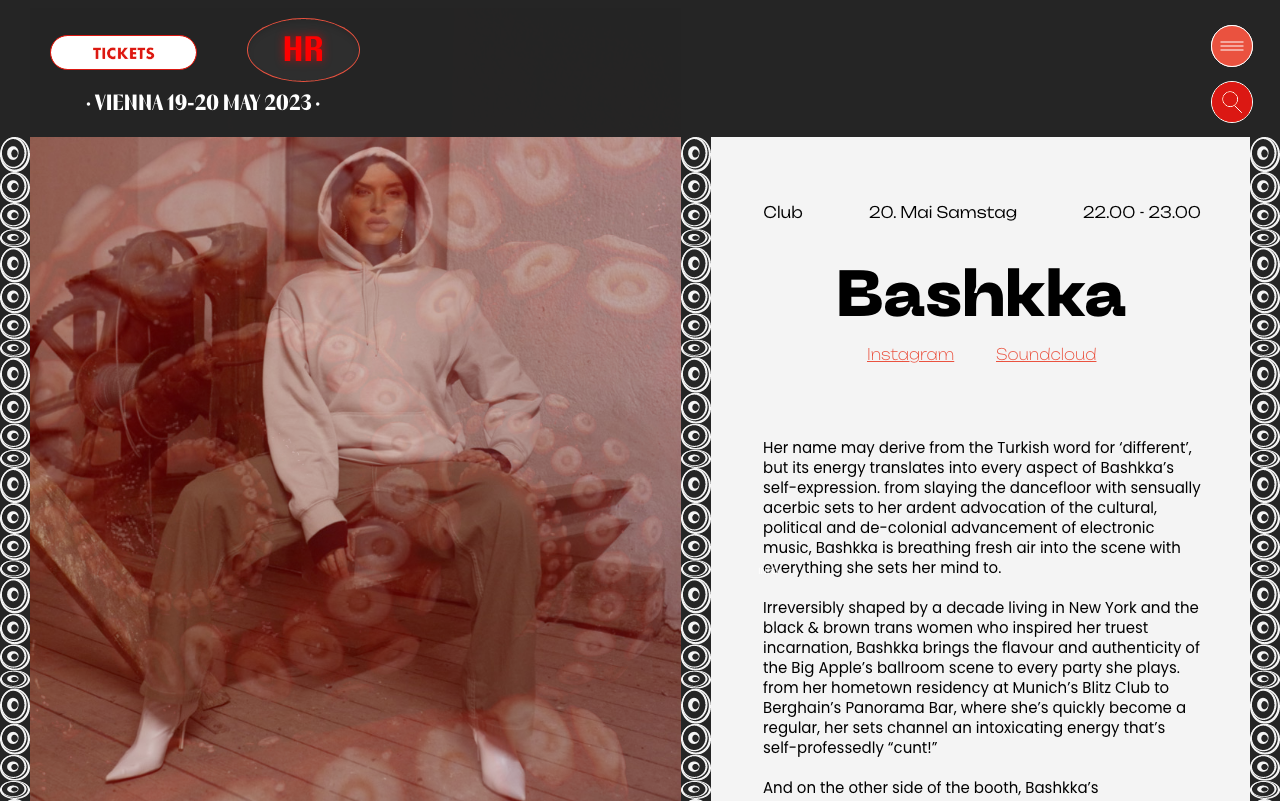 TICKETS
HR
· VIENNA 19-20 MAY 2023 ·
Club 20. Mai Samstag 22.00 - 23.00
Bashkka
Instagram Soundcloud
Her name may derive from the Turkish word for ‘different’,
but its energy translates into every aspect of Bashkka’s
self-expression. from slaying the dancefloor with sensually
acerbic sets to her ardent advocation of the cultural,
political and de-colonial advancement of electronic
music, Bashkka is breathing fresh air into the scene with
everything she sets her mind to.
Irreversibly shaped by a decade living in New York and the
black & brown trans women who inspired her truest
incarnation, Bashkka brings the flavour and authenticity of
the Big Apple’s ballroom scene to every party she plays.
from her hometown residency at Munich’s Blitz Club to
Berghain’s Panorama Bar, where she’s quickly become a
regular, her sets channel an intoxicating energy that’s
self-professedly “cunt!”
And on the other side of the booth, Bashkka’s